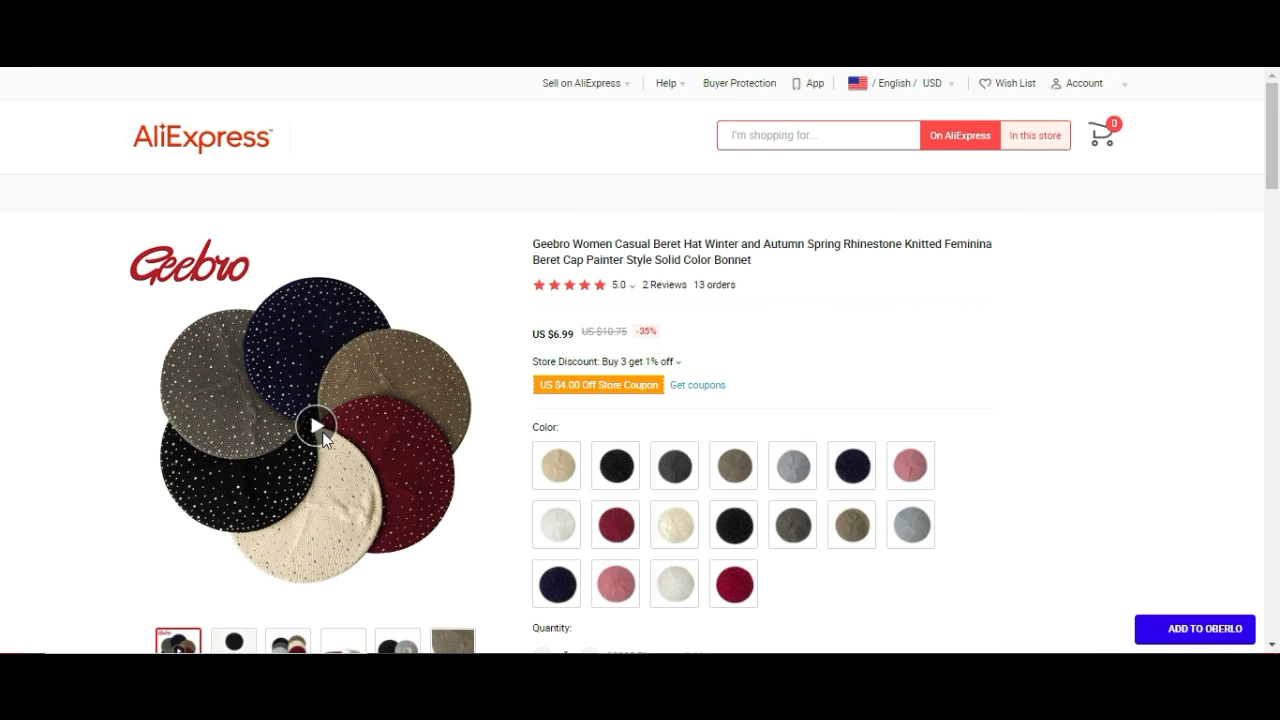 Sell on AliExpress
Help
Buyer Protection
App
/ English / USD
Wish List
Account
AliExpress™
I'm shopping for...
On AliExpress
In this store
0
Geebro
Geebro Women Casual Beret Hat Winter and Autumn Spring Rhinestone Knitted Feminina
Beret Cap Painter Style Solid Color Bonnet
5.0
2 Reviews
13 orders
US $6.99
US $10.75
-35%
Store Discount: Buy 3 get 1% off
US $4.00 Off Store Coupon
Get coupons
Color:
Quantity:
ADD TO OBERLO